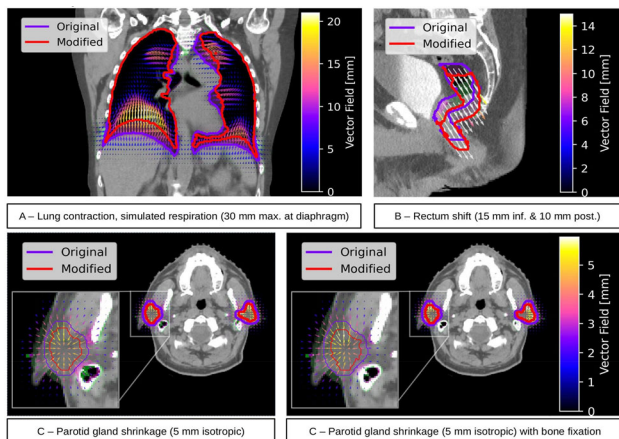 Original
Modified
20
15
10
5
0
Vector Field [mm]
A – Lung contraction, simulated respiration (30 mm max. at diaphragm)
Original
Modified
14
12
10
8
6
4
2
0
Vector Field [mm]
B – Rectum shift (15 mm inf. & 10 mm post.)
Original
Modified
C – Parotid gland shrinkage (5 mm isotropic)
Original
Modified
5
4
3
2
1
0
Vector Field [mm]
C – Parotid gland shrinkage (5 mm isotropic) with bone fixation